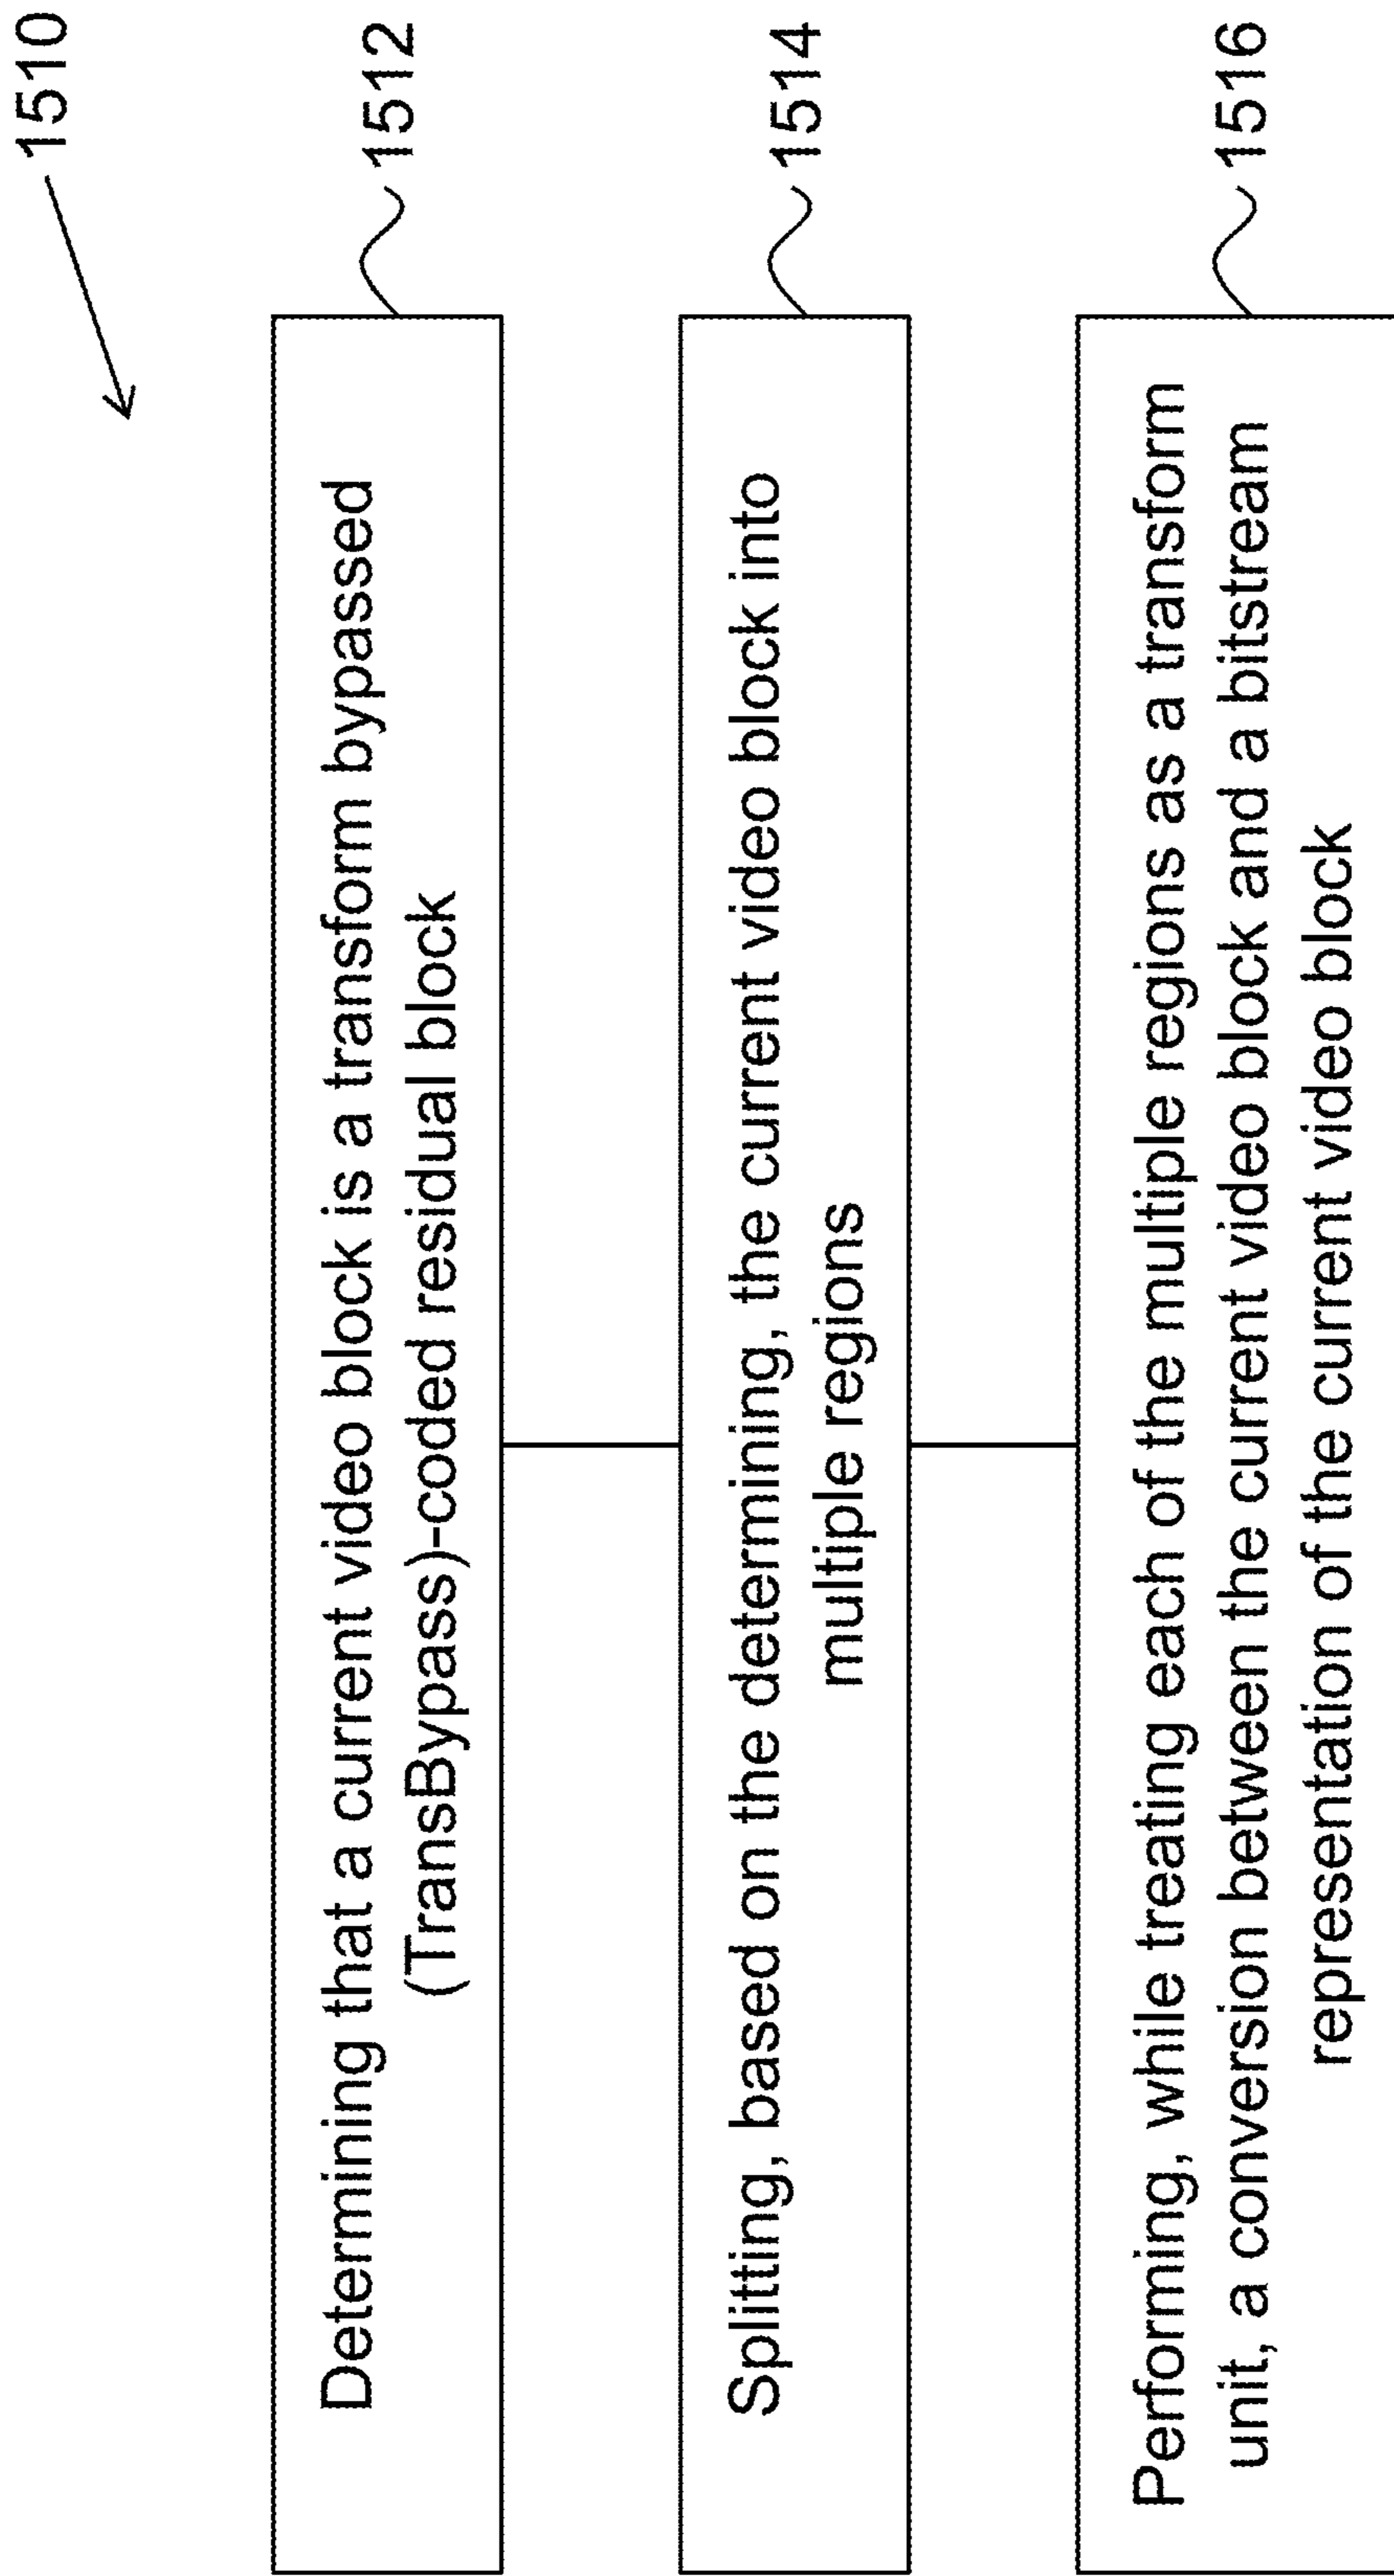 1510
Determining that a current video block is a transform bypassed
(TransBypass)-coded residual block
1512
Splitting, based on the determining, the current video block into
multiple regions
1514
Performing, while treating each of the multiple regions as a transform
unit, a conversion between the current video block and a bitstream
representation of the current video block
1516